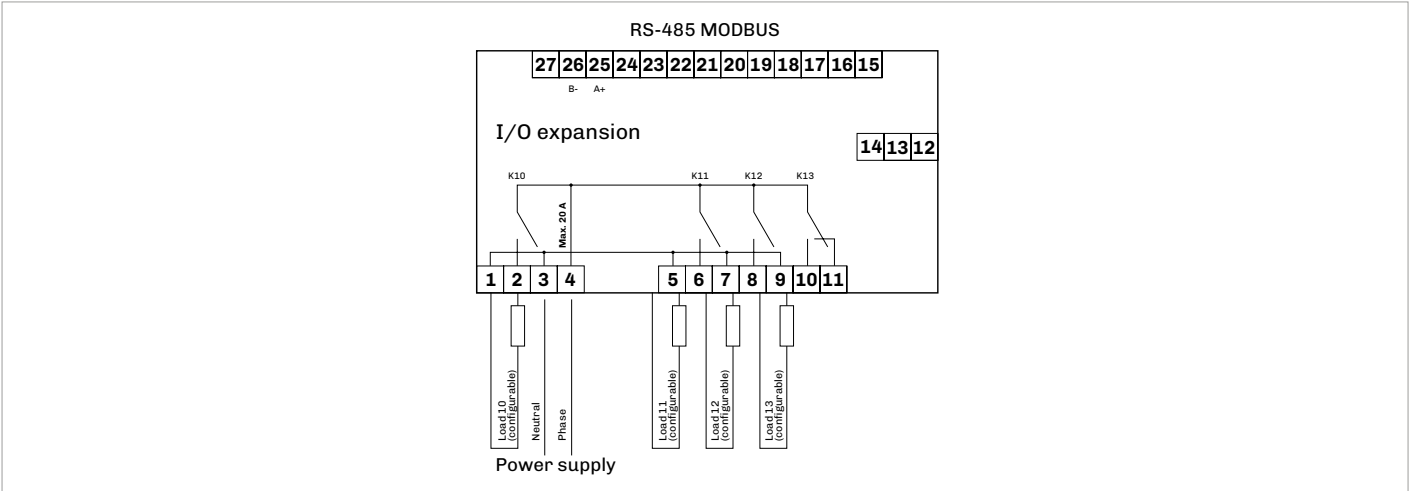 RS-485 MODBUS
27 26 25 24 23 22 21 20 19 18 17 16 15
B- A+
I/O expansion
14 13 12
K10 K11 K12 K13
Max. 20 A
1 2 3 4 5 6 7 8 9 10 11
Load 10
(configurable)
Neutral
Phase
Load 11
(configurable)
Load 12
(configurable)
Load 13
(configurable)
Power supply